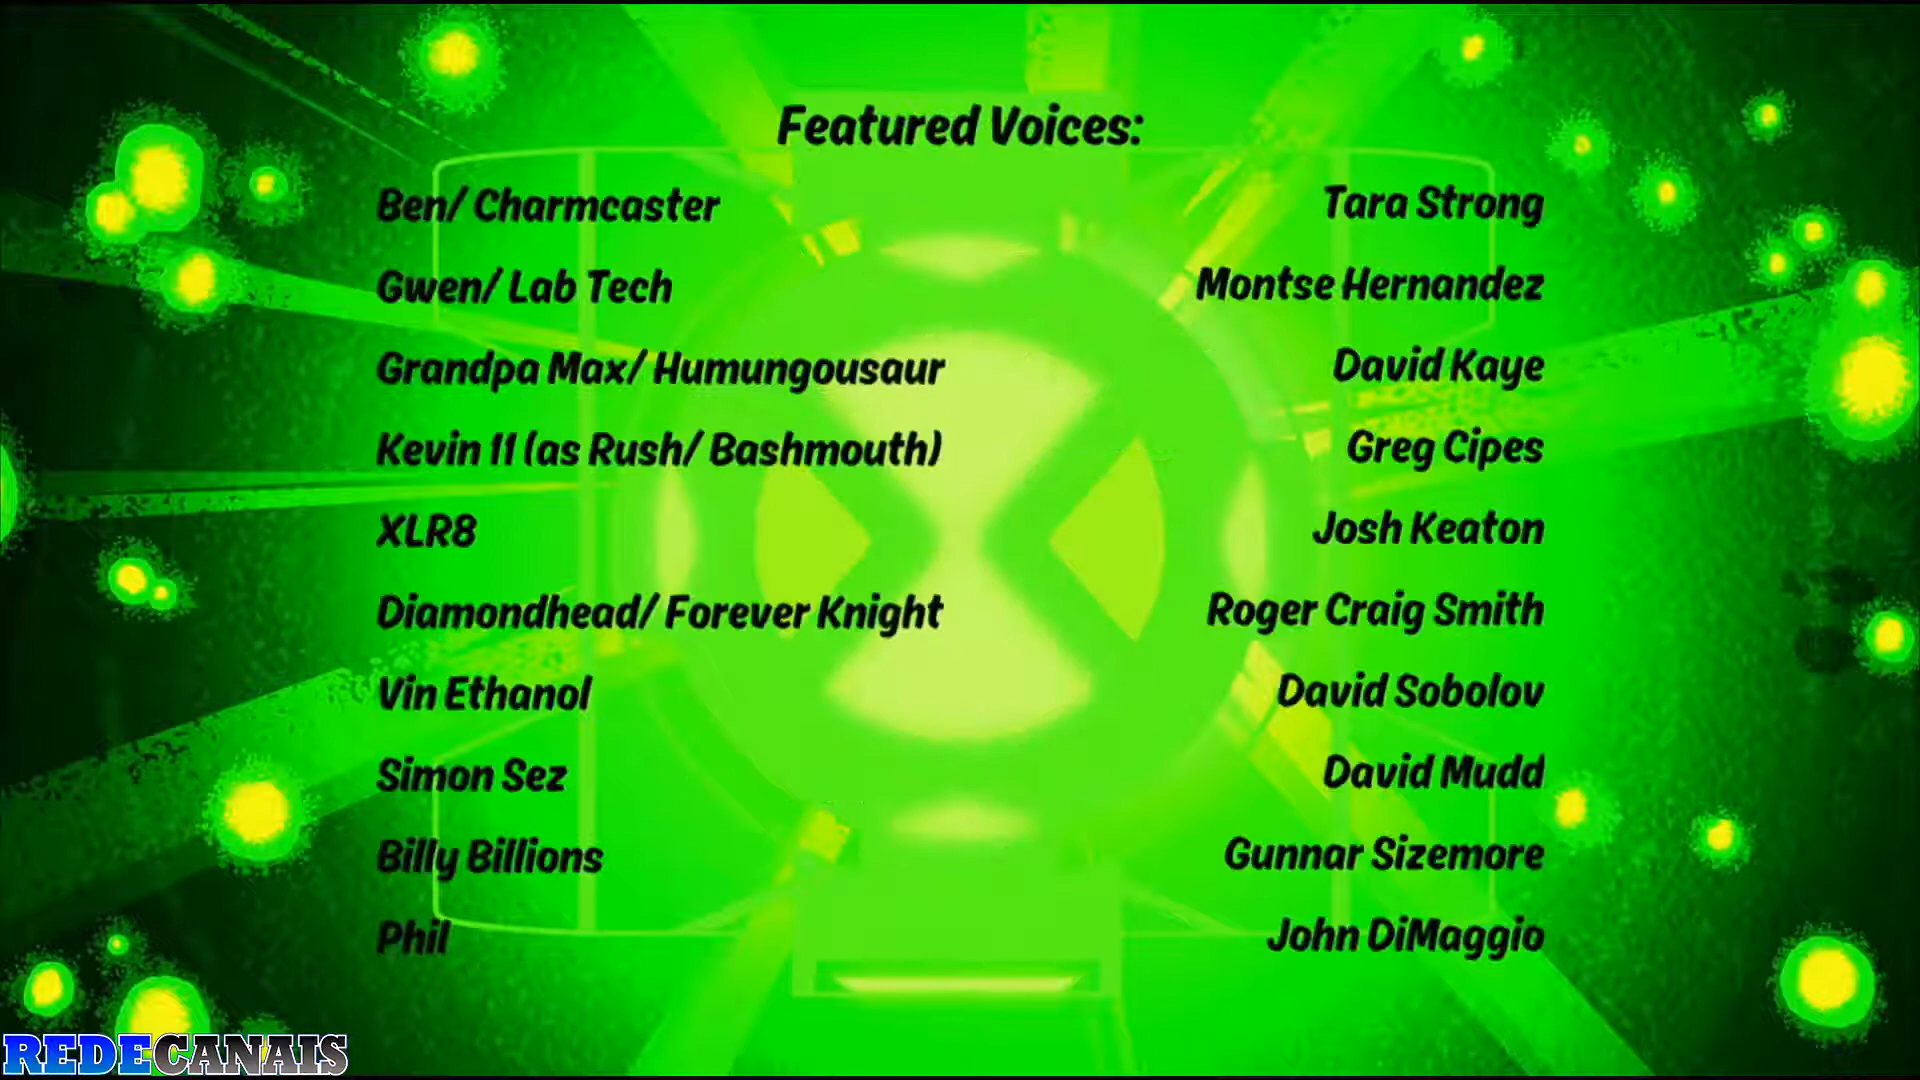 Featured Voices:
Ben/ Charmcaster Tara Strong
Gwen/ Lab Tech Montse Hernandez
Grandpa Max/ Humungousaur David Kaye
Kevin 11 (as Rush/ Bashmouth) Greg Cipes
XLR8 Josh Keaton
Diamondhead/ Forever Knight Roger Craig Smith
Vin Ethanol David Sobolov
Simon Sez David Mudd
Billy Billions Gunnar Sizemore
Phil John DiMaggio
REDECANAIS